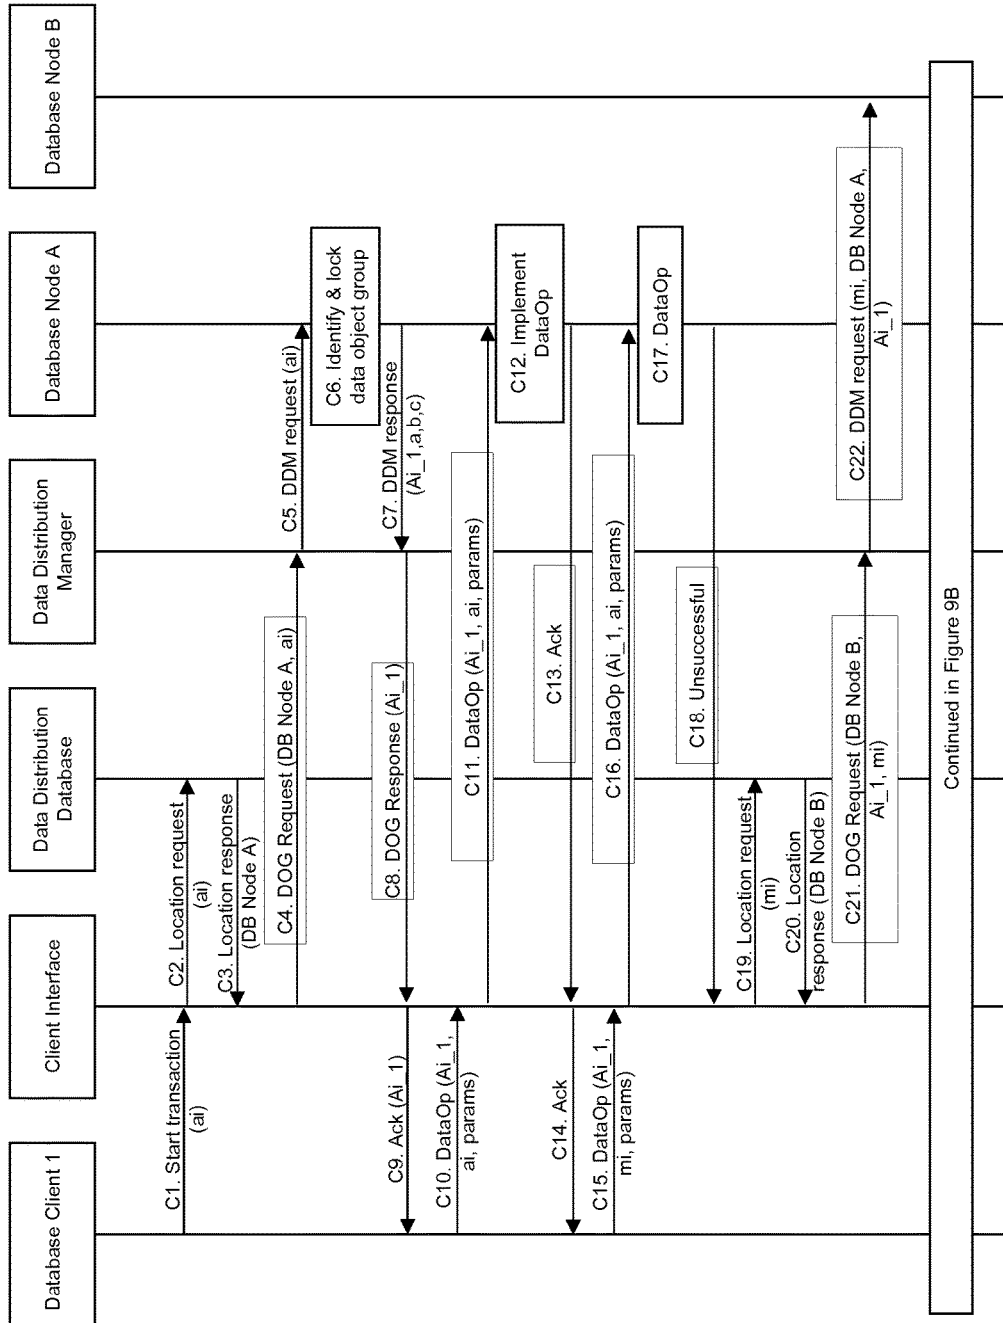 Database Client 1
Client Interface
Data Distribution
Database
Data Distribution
Manager
Database Node A
Database Node B
C1. Start transaction
(ai)
C2. Location request
(ai)
C3. Location response
(DB Node A)
C4. DOG Request (DB Node A, ai)
C5. DDM request (ai)
C6. Identify & lock
data object group
C7. DDM response
(Ai_1,a,b,c)
C8. DOG Response (Ai_1)
C9. Ack (Ai_1)
C10. DataOp (Ai_1,
ai, params)
C11. DataOp (Ai_1, ai, params)
C12. Implement
DataOp
C13. Ack
C14. Ack
C15. DataOp (Ai_1,
mi, params)
C16. DataOp (Ai_1, ai, params)
C17. DataOp
C18. Unsuccessful
C19. Location request
(mi)
C20. Location
response (DB Node B)
C21. DOG Request (DB Node B,
Ai_1, mi)
C22. DDM request (mi, DB Node A,
Ai_1)
Continued in Figure 9B